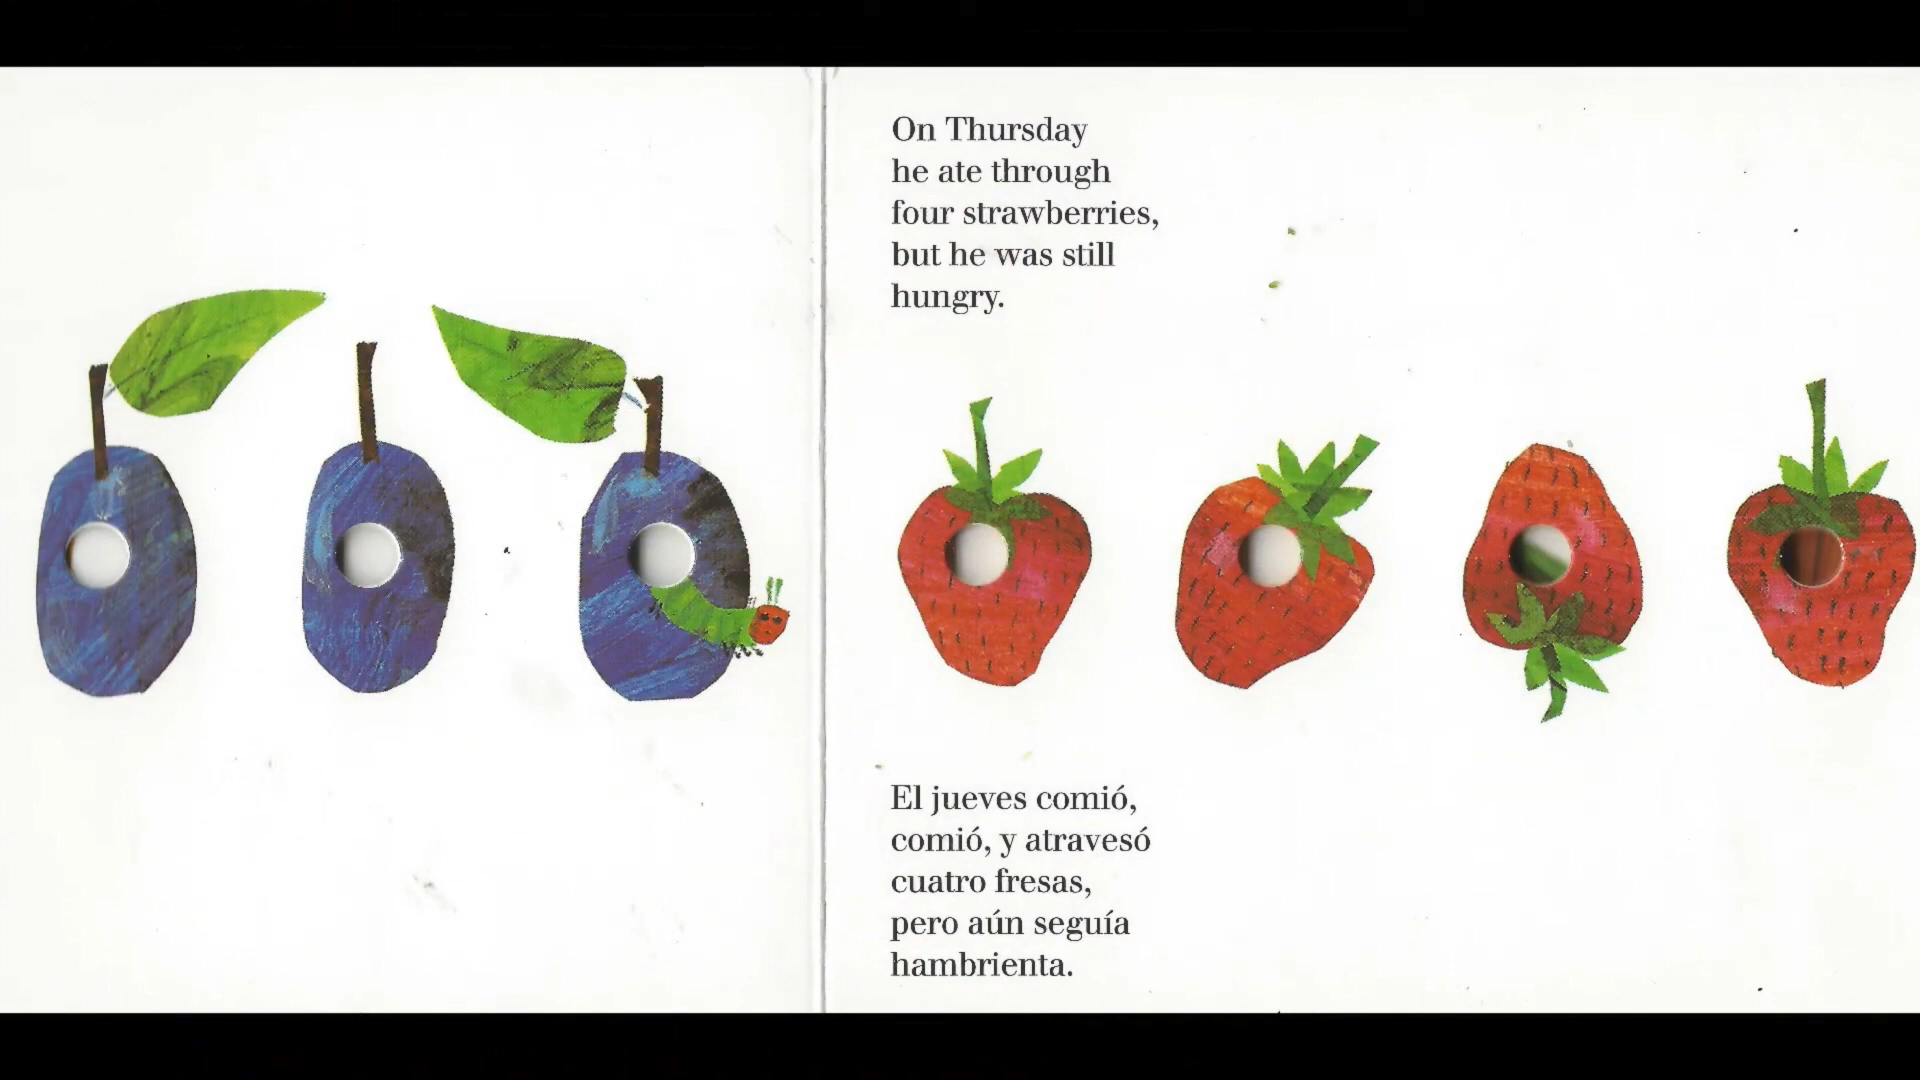 On Thursday
he ate through
four strawberries,
but he was still
hungry.
El jueves comió,
comió, y atravesó
cuatro fresas,
pero aún seguía
hambrienta.